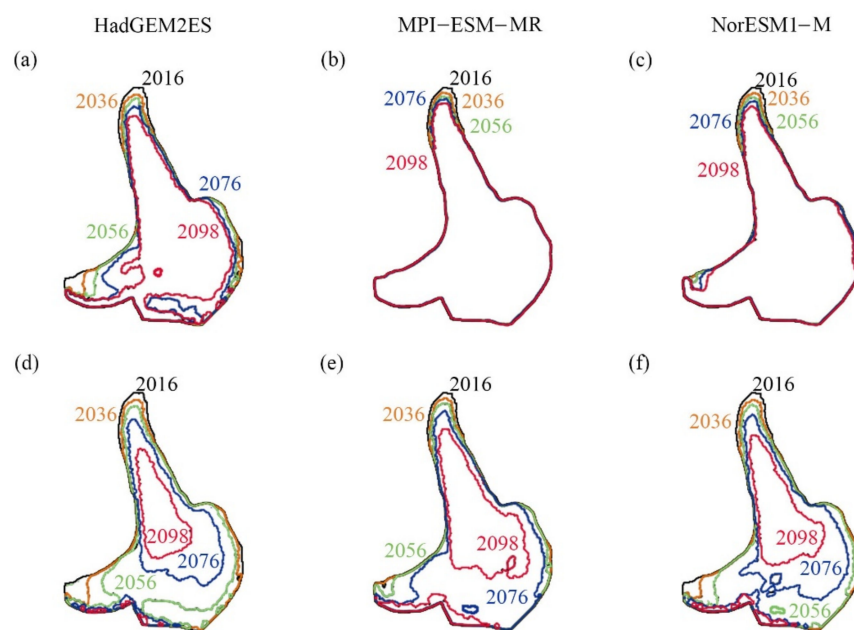 HadGEM2ES MPI−ESM−MR NorESM1−M
(a) (b) (c)
2016 2016 2016
2036 2076 2036 2036
2056 2076 2056
2098 2098
2076
2056 2098
(d) (e) (f)
2016 2016 2016
2036 2036 2036
2098 2098 2098
2056
2076 2076
2056 2076
2056